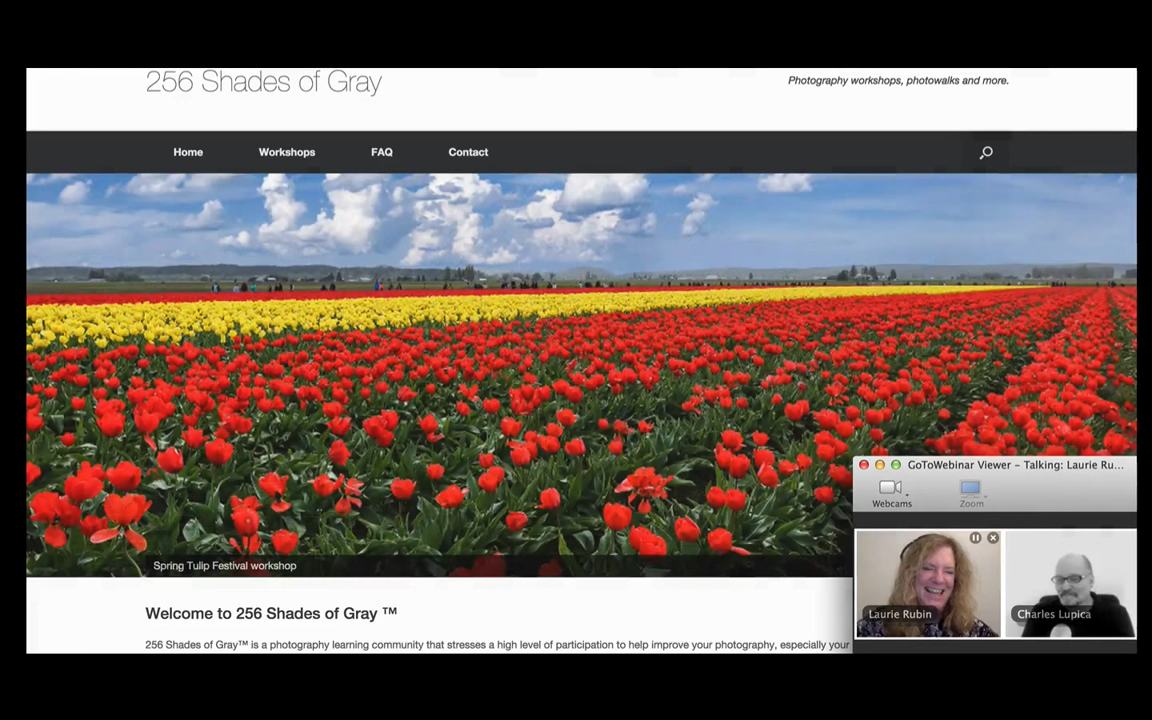 256 Shades of Gray
Photography workshops, photowalks and more.
Home Workshops FAQ Contact
GoToWebinar Viewer – Talking: Laurie Ru...
Webcams Zoom
Spring Tulip Festival workshop
Laurie Rubin Charles Lupica
Welcome to 256 Shades of Gray ™
256 Shades of Gray™ is a photography learning community that stresses a high level of participation to help improve your photography, especially your